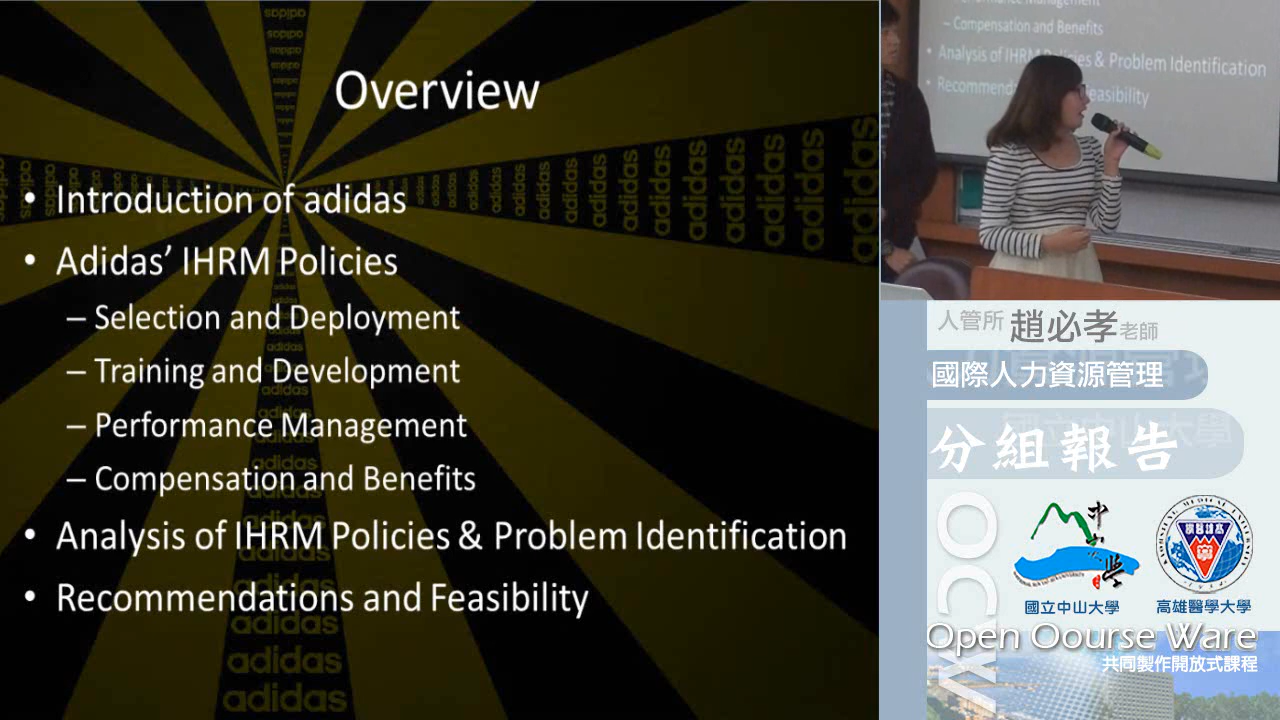 Overview
• Introduction of adidas
• Adidas’ IHRM Policies
– Selection and Deployment
– Training and Development
– Performance Management
– Compensation and Benefits
• Analysis of IHRM Policies & Problem Identification
• Recommendations and Feasibility
adidas
adidas
adidas
– Compensation and Benefits
• Analysis of IHRM Policies & Problem Identification
人管所 趙必孝老師
國際人力資源管理
分組報告
OCW
國立中山大學
高雄醫學大學
Open Oourse Ware
共同製作開放式課程